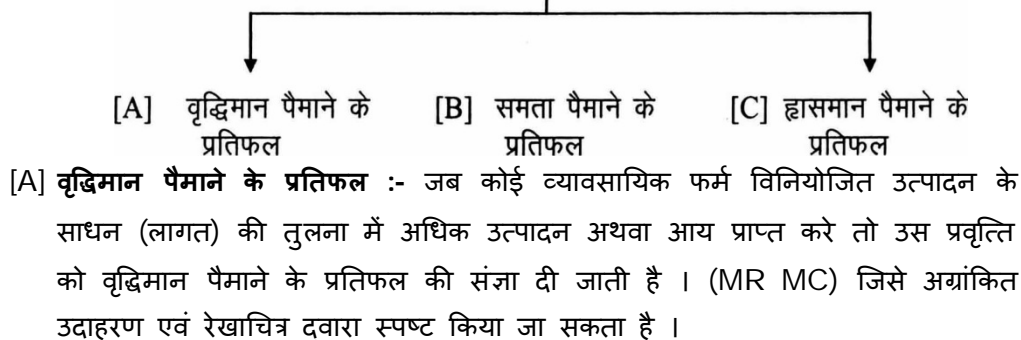 [A] वृद्धिमान पैमाने के [B] समता पैमाने के [C] ह्रासमान पैमाने के
प्रतिफल प्रतिफल प्रतिफल
[A] वृद्धिमान पैमाने के प्रतिफल :- जब कोई व्यावसायिक फर्म विनियोजित उत्पादन के
साधन (लागत) की तुलना में अधिक उत्पादन अथवा आय प्राप्त करे तो उस प्रवृत्ति
को वृद्धिमान पैमाने के प्रतिफल की संज्ञा दी जाती है । (MR MC) जिसे अग्रांकित
उदाहरण एवं रेखाचित्र दवारा स्पष्ट किया जा सकता है ।